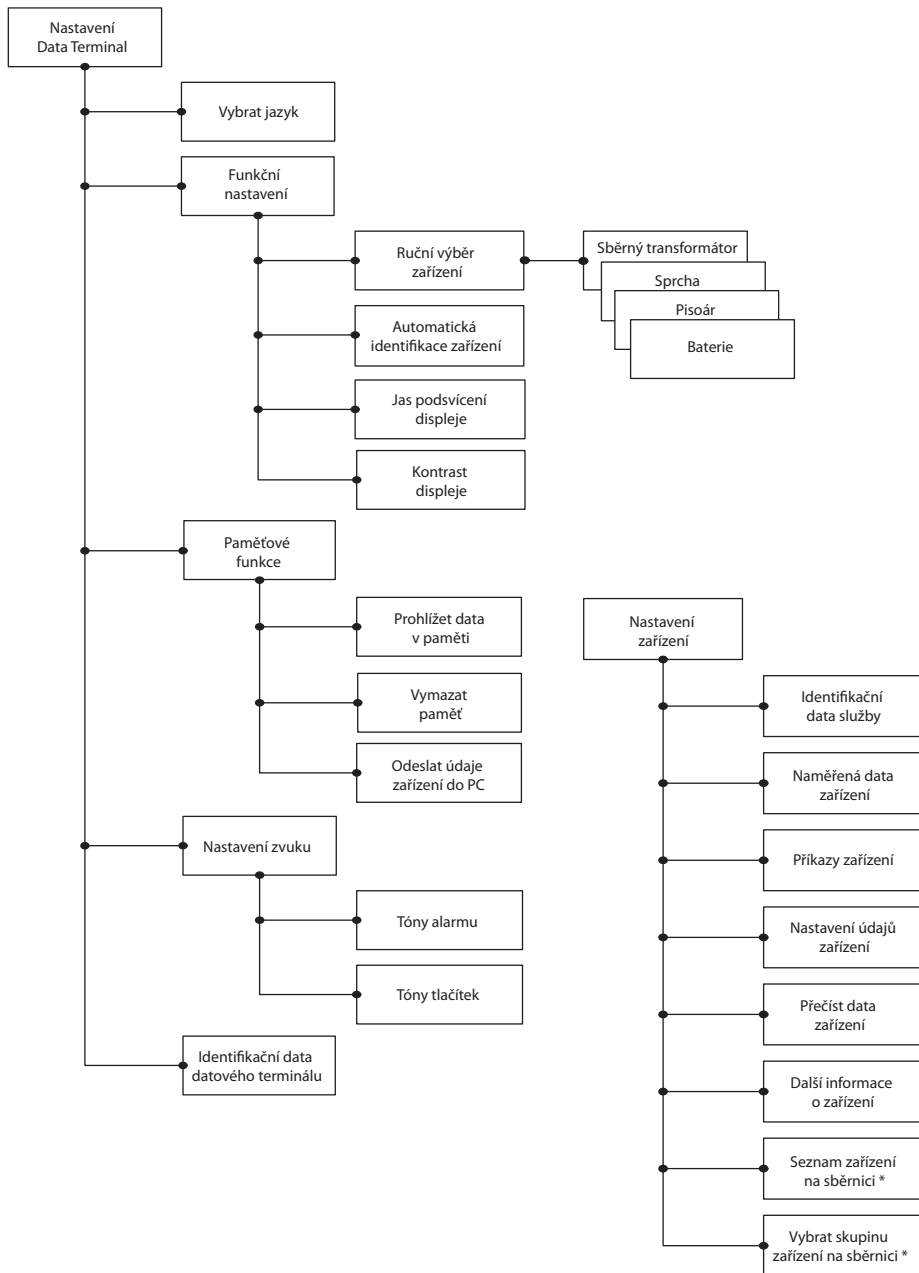 Nastavení
Data Terminal
Vybrat jazyk
Funkční
nastavení
Ruční výběr
zařízení
Sběrný transformátor
Sprcha
Pisoár
Baterie
Automatická
identifikace zařízení
Jas podsvícení
displeje
Kontrast
displeje
Paměťové
funkce
Prohlížet data
v paměti
Vymazat
paměť
Odeslat údaje
zařízení do PC
Nastavení zvuku
Tóny alarmu
Tóny tlačítek
Identifikační data
datového terminálu
Nastavení
zařízení
Identifikační
data služby
Naměřená data
zařízení
Příkazy zařízení
Nastavení údajů
zařízení
Přečíst data
zařízení
Další informace
o zařízení
Seznam zařízení
na sběrnici *
Vybrat skupinu
zařízení na sběrnici *